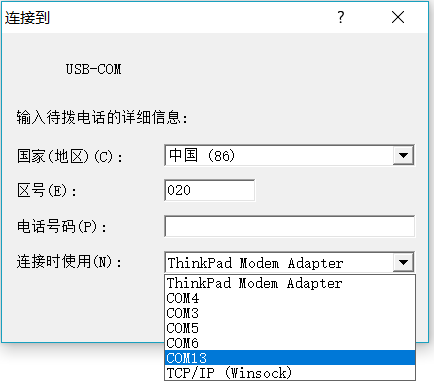 连接到
?
USB-COM
输入待拨电话的详细信息:
国家(地区)(C): 中国 (86)
区号(E): 020
电话号码(P):
连接时使用(N): ThinkPad Modem Adapter
ThinkPad Modem Adapter
COM4
COM3
COM5
COM6
COM13
TCP/IP (Winsock)